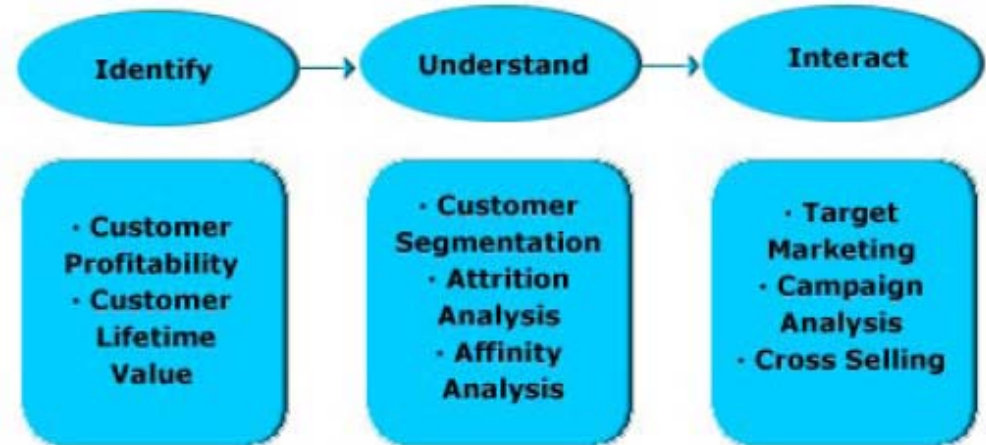 Identify
Understand
Interact
· Customer
Profitability
· Customer
Lifetime
Value
· Customer
Segmentation
· Attrition
Analysis
· Affinity
Analysis
· Target
Marketing
· Campaign
Analysis
· Cross Selling